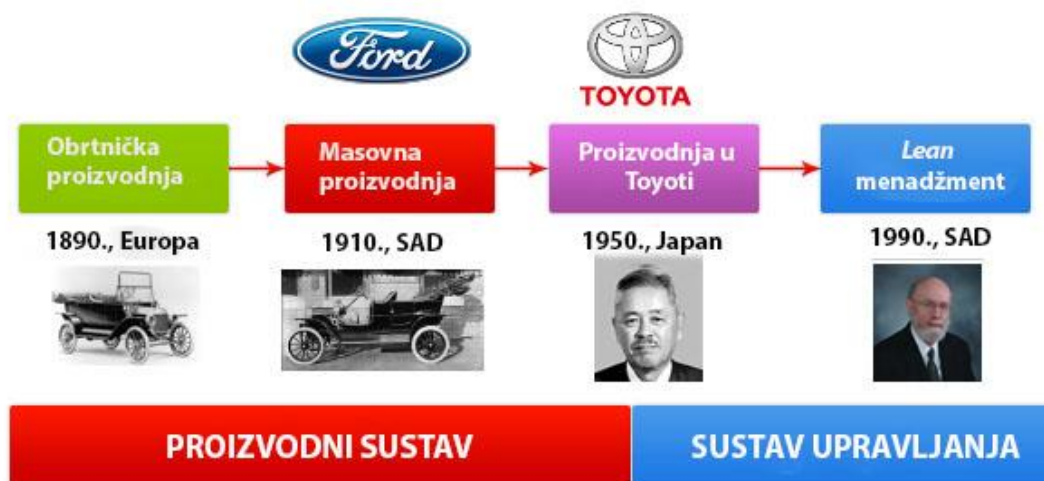 Ford
TOYOTA
Obrtnička
proizvodnja
Masovna
proizvodnja
Proizvodnja u
Toyoti
Lean
menadžment
1890., Europa
1910., SAD
1950., Japan
1990., SAD
PROIZVODNI SUSTAV
SUSTAV UPRAVLJANJA